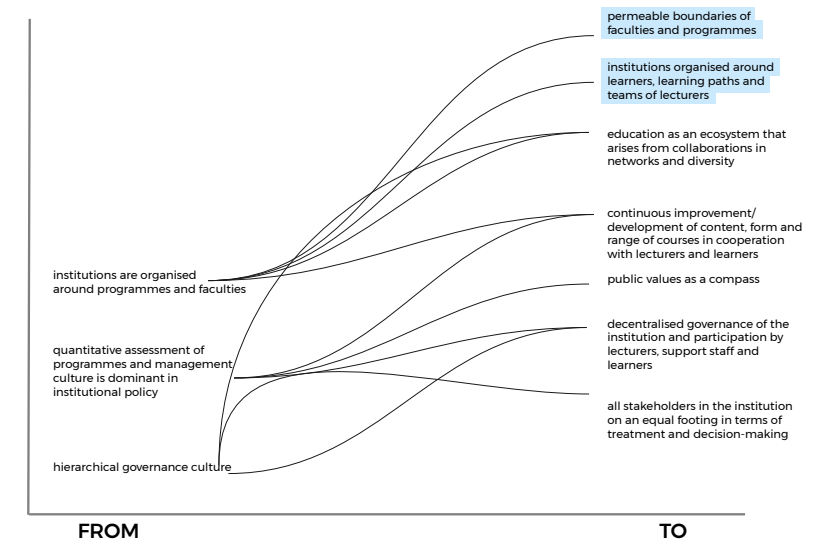 permeable boundaries of
faculties and programmes
institutions organised around
learners, learning paths and
teams of lecturers
education as an ecosystem that
arises from collaborations in
networks and diversity
continuous improvement/
development of content, form and
range of courses in cooperation
with lecturers and learners
public values as a compass
decentralised governance of the
institution and participation by
lecturers, support staff and
learners
all stakeholders in the institution
on an equal footing in terms of
treatment and decision-making
institutions are organised
around programmes and faculties
quantitative assessment of
programmes and management
culture is dominant in
institutional policy
hierarchical governance culture
FROM
TO